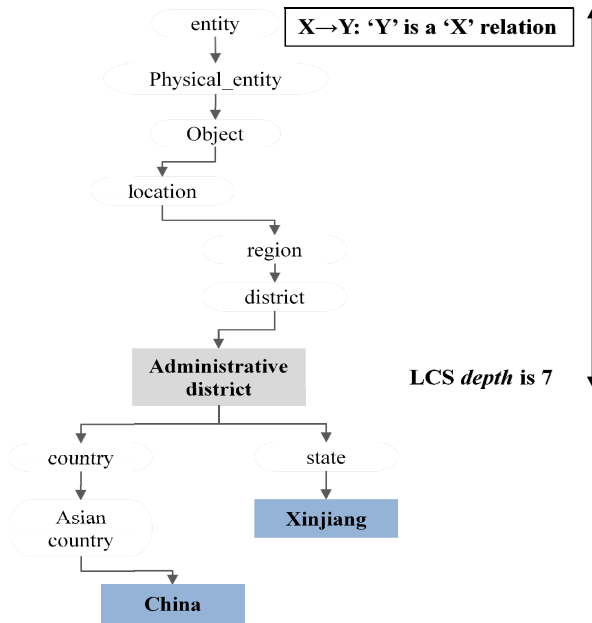 entity
X→Y: ‘Y’ is a ‘X’ relation
Physical_entity
Object
location
region
district
Administrative
district
LCS depth is 7
country
state
Asian
country
Xinjiang
China